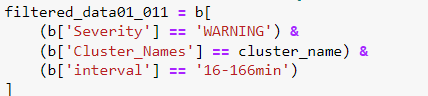 filtered_data01_011 = b[
    (b['Severity'] == 'WARNING') &
    (b['Cluster_Names'] == cluster_name) &
    (b['interval'] == '16-166min')
]